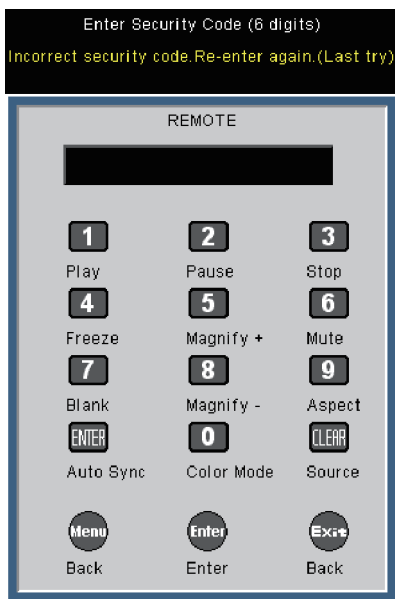 Enter Security Code (6 digits)
Incorrect security code.Re-enter again.(Last try)
REMOTE
1 2 3
Play Pause Stop
4 5 6
Freeze Magnify + Mute
7 8 9
Blank Magnify - Aspect
ENTER 0 CLEAR
Auto Sync Color Mode Source
Menu Enter Exit
Back Enter Back